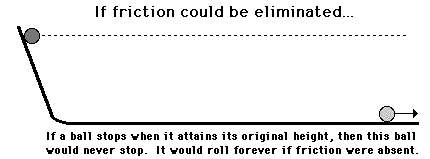 If friction could be eliminated...
If a ball stops when it attains its original height, then this ball
would never stop. It would roll forever if friction were absent.